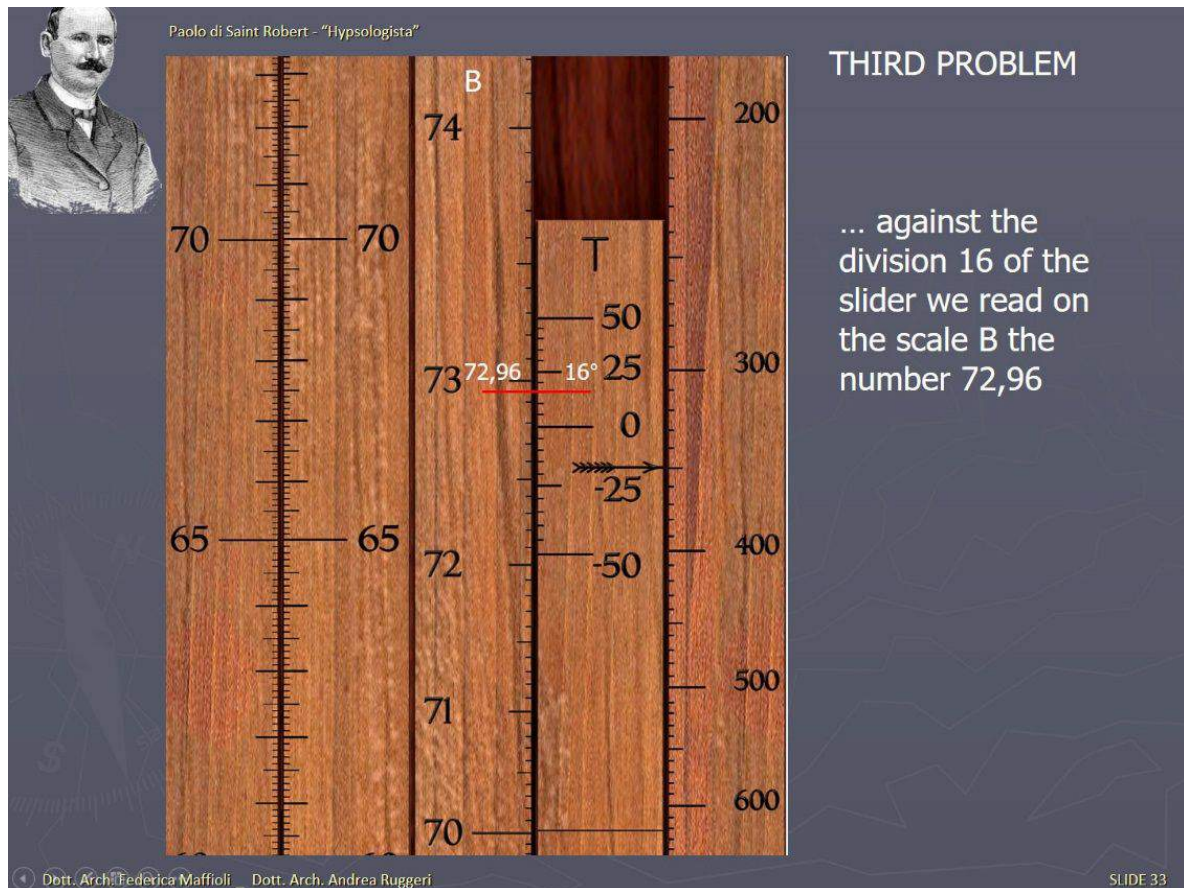 Paolo di Saint Robert - “Hypsologista”
THIRD PROBLEM
… against the
division 16 of the
slider we read on
the scale B the
number 72,96
B
74
73
72,96
72
71
70
70
70
65
65
T
16°
50
25
0
-25
-50
200
300
400
500
600
Dott. Arch. Federica Maffioli _ Dott. Arch. Andrea Ruggeri
SLIDE 33